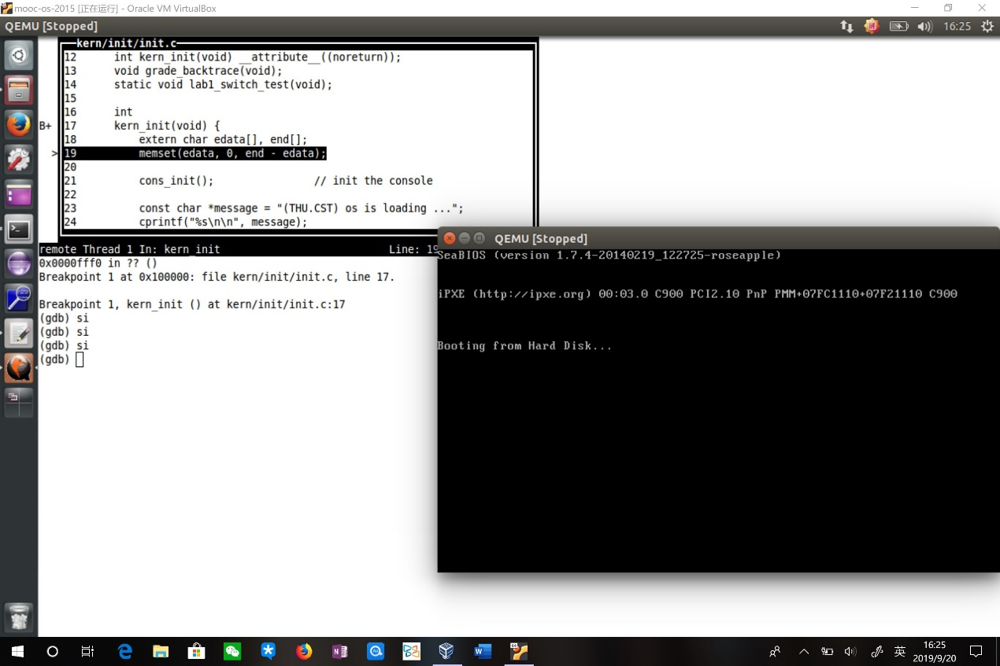 mooc-os-2015 [正在运行] - Oracle VM VirtualBox
QEMU [Stopped]
16:25
kern/init/init.c
12 int kern_init(void) __attribute__((noreturn));
13 void grade_backtrace(void);
14 static void lab1_switch_test(void);
15
16 int
B+ 17 kern_init(void) {
18 extern char edata[], end[];
> 19 memset(edata, 0, end - edata);
20
21 cons_init(); // init the console
22
23 const char *message = "(THU.CST) os is loading ...";
24 cprintf("%s\n\n", message);
remote Thread 1 In: kern_init Line: 19
0x0000fff0 in ?? ()
Breakpoint 1 at 0x100000: file kern/init/init.c, line 17.
Breakpoint 1, kern_init () at kern/init/init.c:17
(gdb) si
(gdb) si
(gdb) si
(gdb)
QEMU [Stopped]
SeaBIOS (version 1.7.4-20140219_122725-roseapple)
iPXE (http://ipxe.org) 00:03.0 C900 PCI2.10 PnP PMM+07FC1110+07F21110 C900
Booting from Hard Disk...
英
16:25
2019/9/20